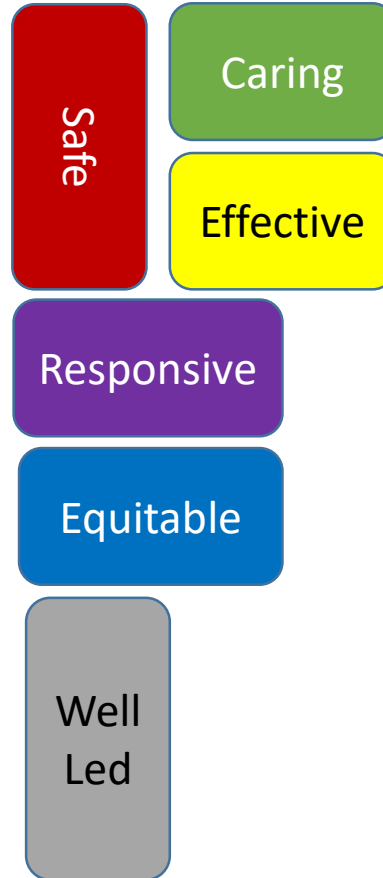 Safe
Caring
Effective
Responsive
Equitable
Well
Led